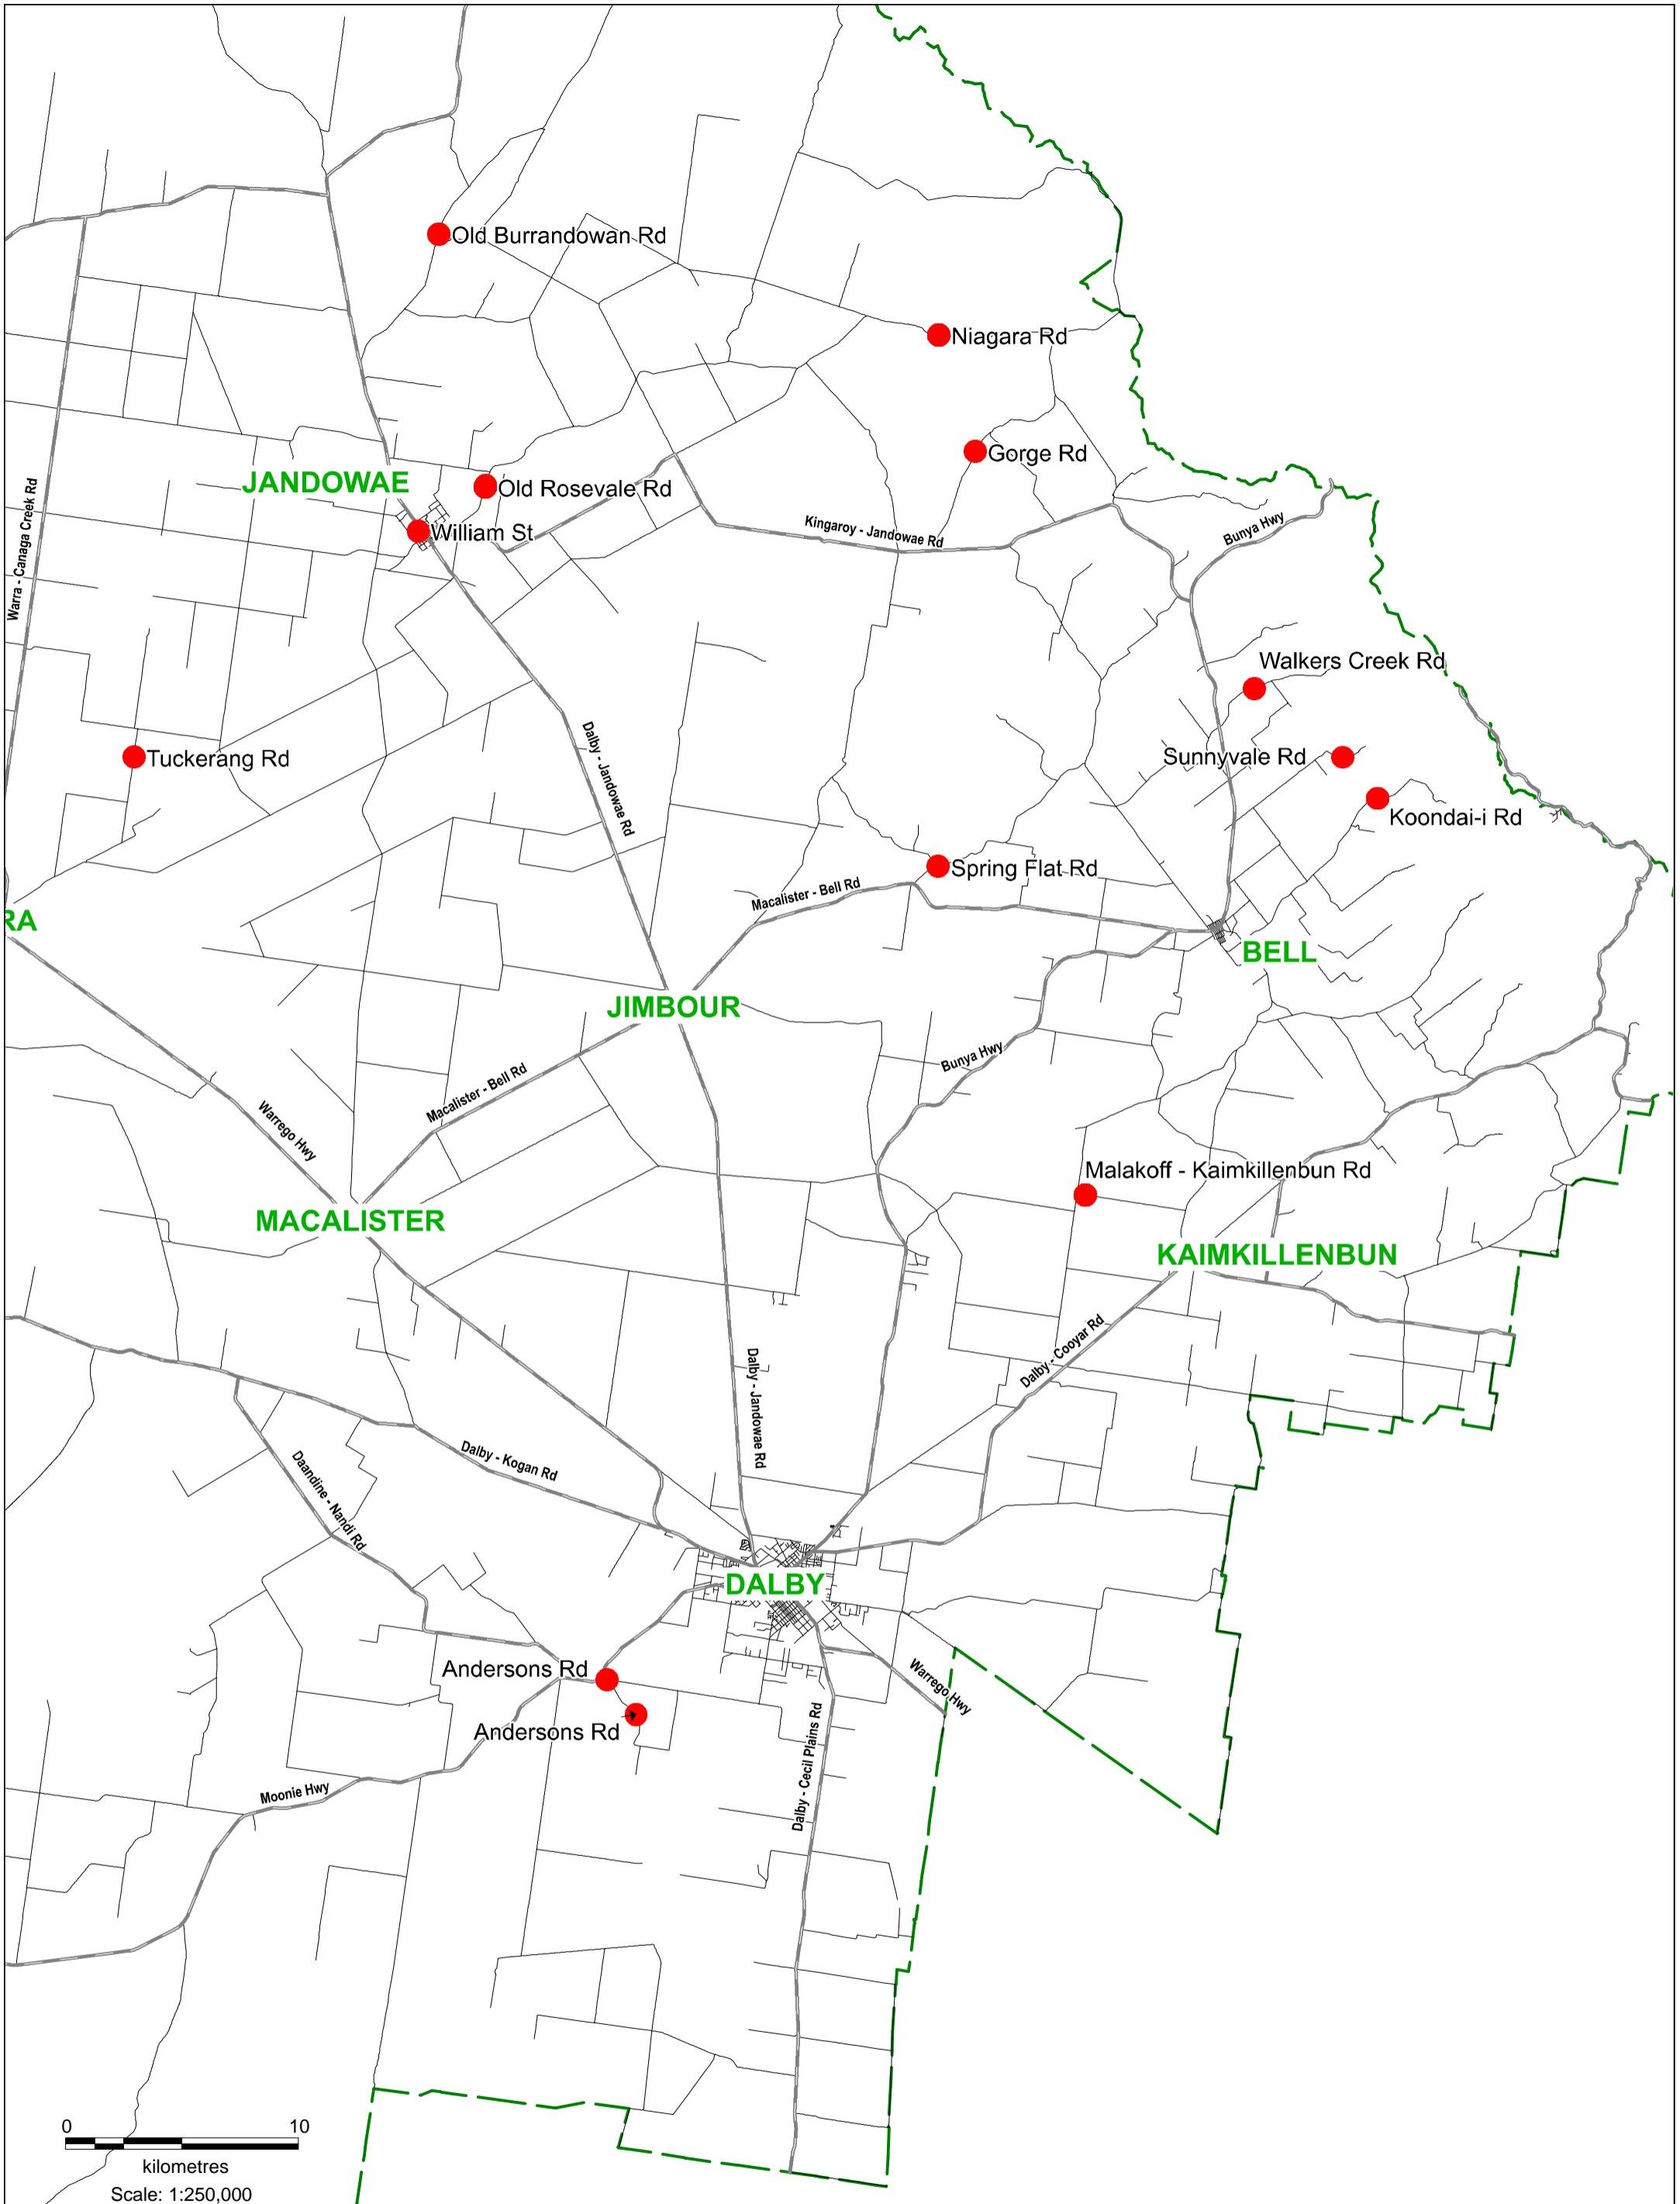 Old Burrandowan Rd
Niagara Rd
Gorge Rd
JANDOWAE
Old Rosevale Rd
William St
Kingaroy - Jandowae Rd
Bunya Hwy
Warra - Canaga Creek Rd
Walkers Creek Rd
Tuckerang Rd
Dalby - Jandowae Rd
Sunnyvale Rd
Koondai-i Rd
Spring Flat Rd
Macalister - Bell Rd
RA
BELL
JIMBOUR
Bunya Hwy
Macalister - Bell Rd
Warrego Hwy
Malakoff - Kaimkillenbun Rd
MACALISTER
KAIMKILLENBUN
Dalby - Cooyar Rd
Dalby - Jandowae Rd
Dalby - Kogan Rd
Daandine - Nandi Rd
DALBY
Andersons Rd
Warrego Hwy
Andersons Rd
Dalby - Cecil Plains Rd
Moonie Hwy
0 10
kilometres
Scale: 1:250,000